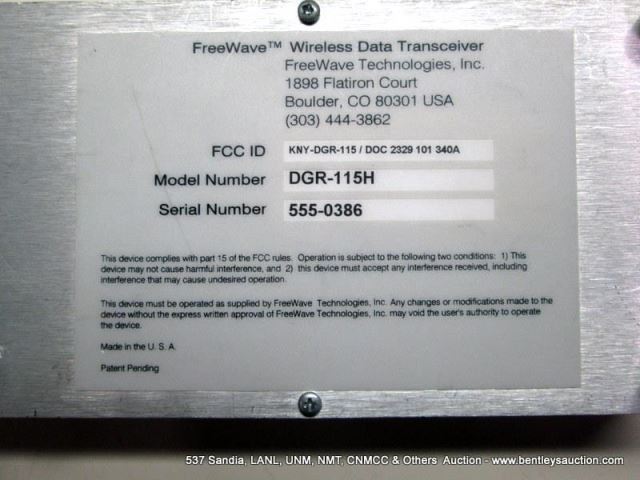 FreeWave™ Wireless Data Transceiver
FreeWave Technologies, Inc.
1898 Flatiron Court
Boulder, CO 80301 USA
(303) 444-3862
FCC ID KNY-DGR-115 / DOC 2329 101 340A
Model Number DGR-115H
Serial Number 555-0386
This device complies with part 15 of the FCC rules. Operation is subject to the following two conditions: 1) This
device may not cause harmful interference, and 2) this device must accept any interference received, including
interference that may cause undesired operation.
This device must be operated as supplied by FreeWave Technologies, Inc. Any changes or modifications made to the
device without the express written approval of FreeWave Technologies, Inc. may void the user's authority to operate
the device.
Made in the U. S. A.
Patent Pending
537 Sandia, LANL, UNM, NMT, CNMCC & Others Auction - www.bentleysauction.com